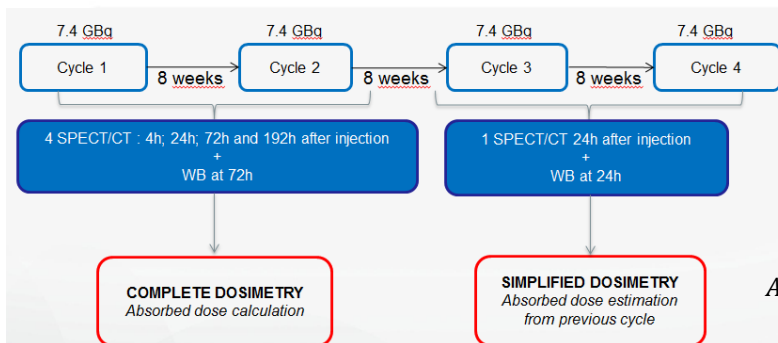 7.4 GBq 7.4 GBq 7.4 GBq 7.4 GBq
Cycle 1 Cycle 2 Cycle 3 Cycle 4
8 weeks 8 weeks 8 weeks
4 SPECT/CT : 4h; 24h; 72h and 192h after injection
+
WB at 72h
1 SPECT/CT 24h after injection
+
WB at 24h
COMPLETE DOSIMETRY
Absorbed dose calculation
SIMPLIFIED DOSIMETRY
Absorbed dose estimation
from previous cycle
A